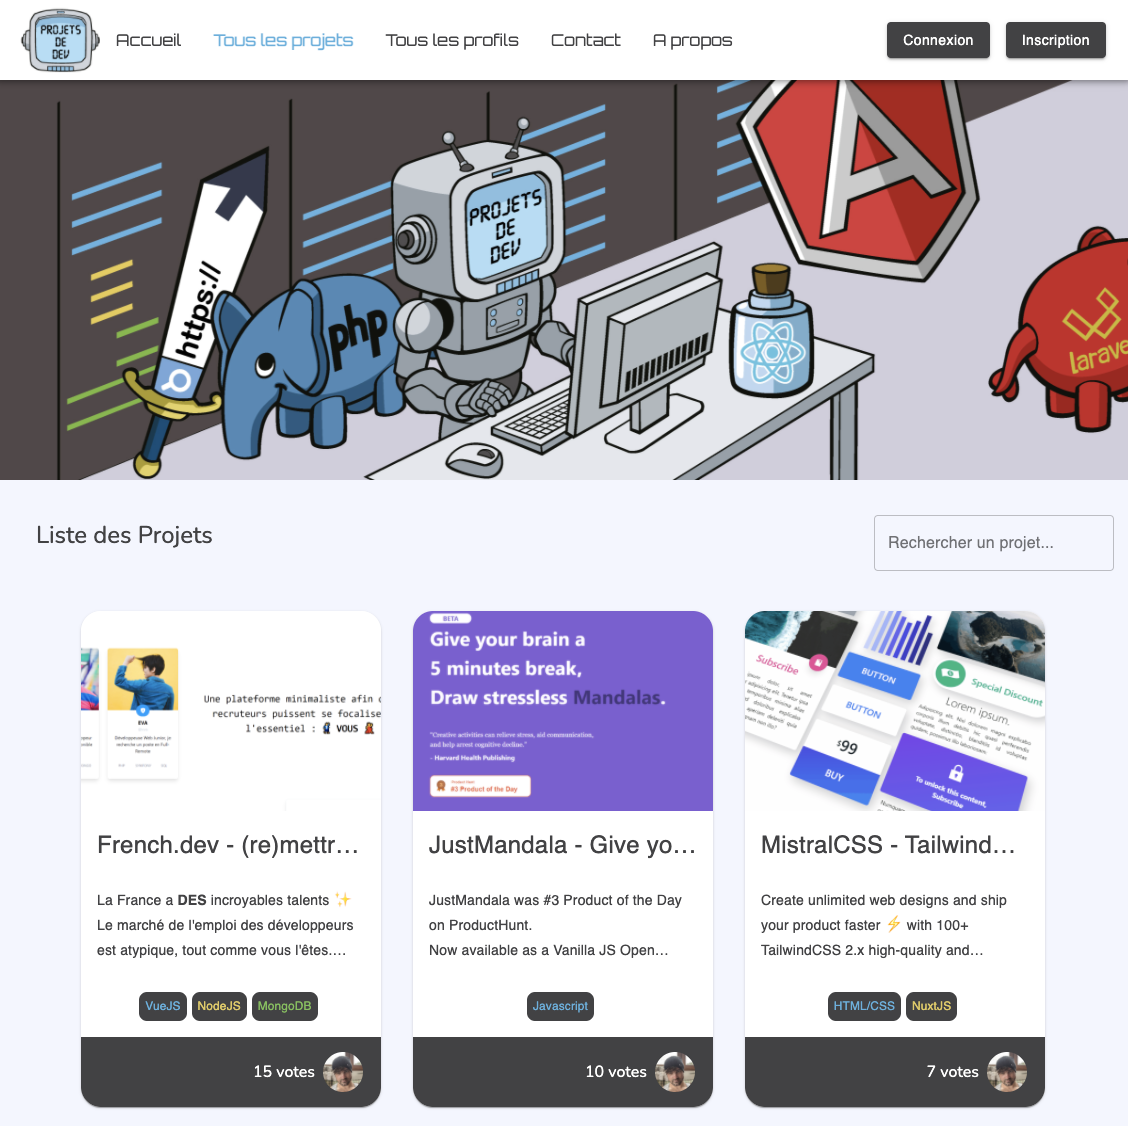 PROJETS
DE
DEV
Accueil
Tous les projets
Tous les profils
Contact
A propos
Connexion
Inscription
https://
php
PROJETS
DE
DEV
larave
Liste des Projets
Rechercher un projet...
EVA
Une plateforme minimaliste afin
recruteurs puissent se focalise
l'essentiel : VOUS
BETA
Give your brain a
5 minutes break,
Draw stressless Mandalas.
"Creative activities can relieve stress, aid communication,
and help arrest cognitive decline."
- Harvard Health Publishing
Product Hunt
#3 Product of the Day
Subscribe
BUTTON
Special Discount
Lorem ipsum.
BUTTON
$99
BUY
To unlock this content,
Subscribe
French.dev - (re)mettr...
La France a DES incroyables talents ✨
Le marché de l'emploi des développeurs
est atypique, tout comme vous l'êtes....
VueJS
NodeJS
MongoDB
15 votes
JustMandala - Give yo...
JustMandala was #3 Product of the Day
on ProductHunt.
Now available as a Vanilla JS Open...
Javascript
10 votes
MistralCSS - Tailwind...
Create unlimited web designs and ship
your product faster ⚡ with 100+
TailwindCSS 2.x high-quality and...
HTML/CSS
NuxtJS
7 votes